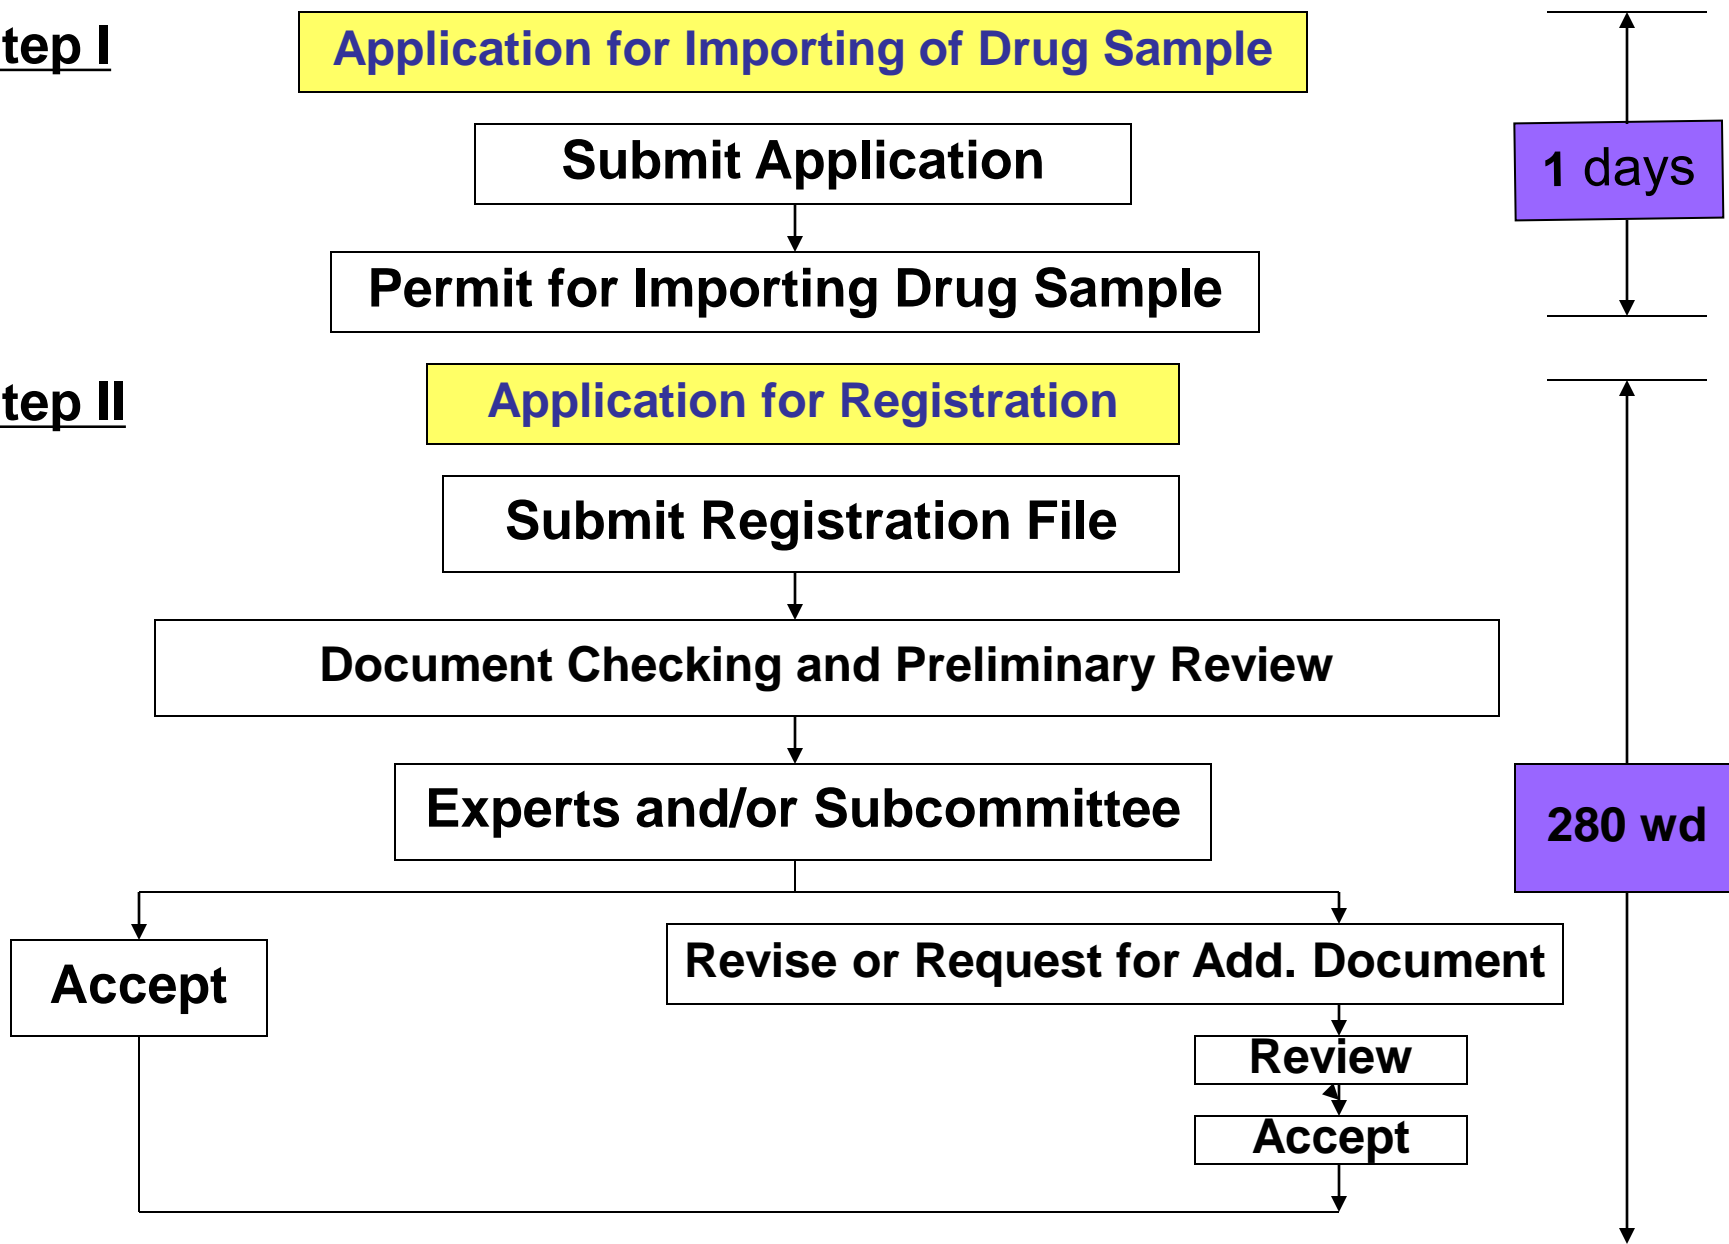 tep I
Application for Importing of Drug Sample
Submit Application
1 days
Permit for Importing Drug Sample
tep II
Application for Registration
Submit Registration File
Document Checking and Preliminary Review
Experts and/or Subcommittee
280 wd
Accept
Revise or Request for Add. Document
Review
Accept